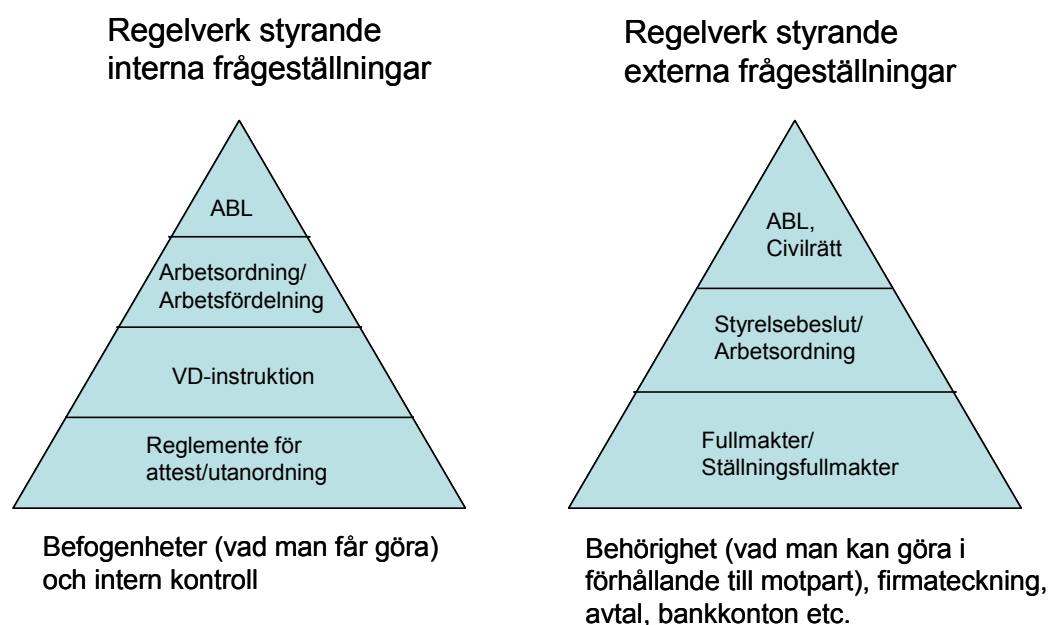 Regelverk styrande
interna frågeställningar
ABL
Arbetsordning/
Arbetsfördelning
VD-instruktion
Reglemente för
attest/utanordning
Befogenheter (vad man får göra)
och intern kontroll
Regelverk styrande
externa frågeställningar
ABL,
Civilrätt
Styrelsebeslut/
Arbetsordning
Fullmakter/
Ställningsfullmakter
Behörighet (vad man kan göra i
förhållande till motpart), firmateckning,
avtal, bankkonton etc.